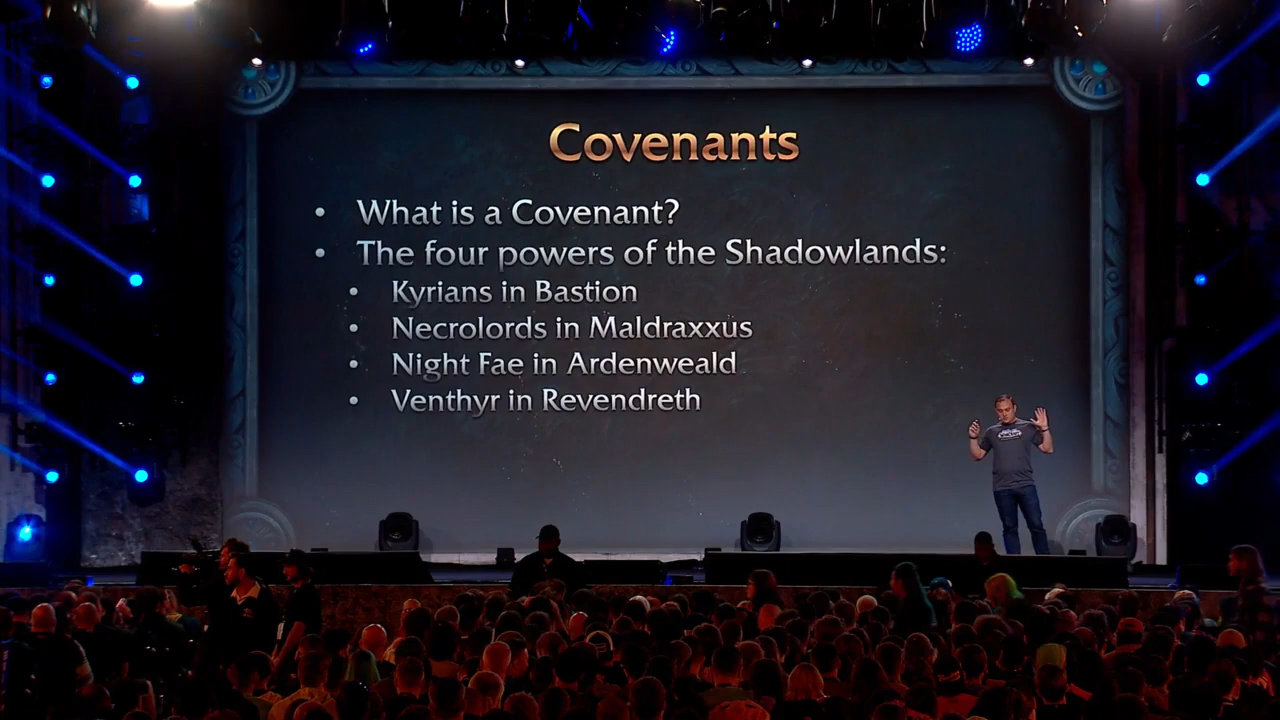 Covenants
• What is a Covenant?
• The four powers of the Shadowlands:
• Kyrians in Bastion
• Necrolords in Maldraxxus
• Night Fae in Ardenweald
• Venthyr in Revendreth